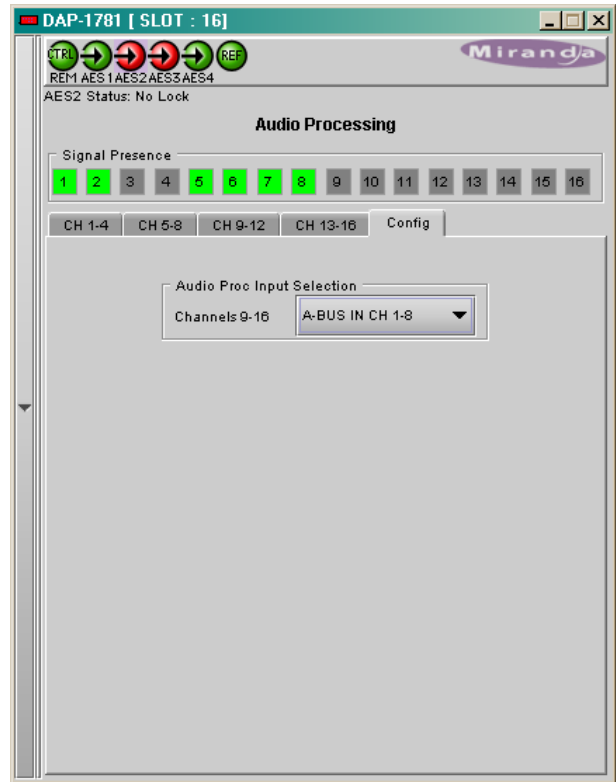 DAP-1781 [ SLOT : 16]
CTRL REF
REM AES1 AES2 AES3 AES4
Miranda
AES2 Status: No Lock
Audio Processing
Signal Presence
1 2 3 4 5 6 7 8 9 10 11 12 13 14 15 16
CH 1-4 CH 5-8 CH 9-12 CH 13-16 Config
Audio Proc Input Selection
Channels 9-16 A-BUS IN CH 1-8